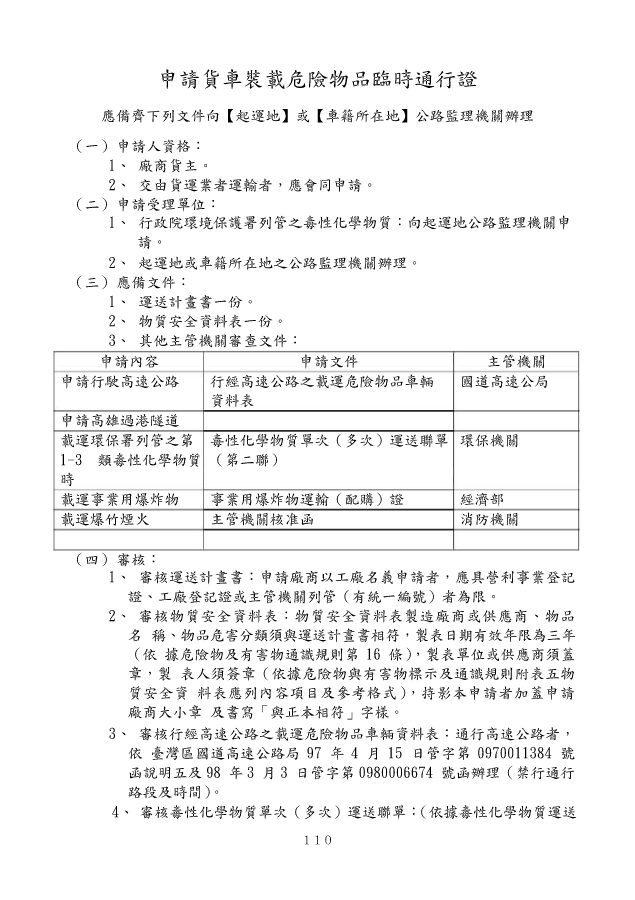 申請貨車裝載危險物品臨時通行證
應備齊下列文件向【起運地】或【車籍所在地】公路監理機關辦理
（一）申請人資格：
1、 廠商貨主。
2、 交由貨運業者運輸者，應會同申請。
（二）申請受理單位：
1、 行政院環境保護署列管之毒性化學物質：向起運地公路監理機關申
請。
2、 起運地或車籍所在地之公路監理機關辦理。
（三）應備文件：
1、 運送計畫書一份。
2、 物質安全資料表一份。
3、 其他主管機關審查文件：
申請內容 申請文件 主管機關
申請行駛高速公路 行經高速公路之載運危險物品車輛 國道高速公局
資料表
申請高雄過港隧道
載運環保署列管之第 毒性化學物質單次（多次）運送聯單 環保機關
1-3 類毒性化學物質 （第二聯）
時
載運事業用爆炸物 事業用爆炸物運輸（配購）證 經濟部
載運爆竹煙火 主管機關核准函 消防機關
（四）審核：
1、 審核運送計畫書：申請廠商以工廠名義申請者，應具營利事業登記
證、工廠登記證或主管機關列管（有統一編號）者為限。
2、 審核物質安全資料表：物質安全資料表製造廠商或供應商、物品
名 稱、物品危害分類須與運送計畫書相符，製表日期有效年限為三年
（依 據危險物及有害物通識規則第 16 條），製表單位或供應商須蓋
章，製 表人須簽章（依據危險物與有害物標示及通識規則附表五物
質安全資 料表應列內容項目及參考格式），持影本申請者加蓋申請
廠商大小章 及書寫「與正本相符」字樣。
3、 審核行經高速公路之載運危險物品車輛資料表：通行高速公路者，
依 臺灣區國道高速公路局 97 年 4 月 15 日管字第 0970011384 號
函說明五及 98 年 3 月 3 日管字第 0980006674 號函辦理（禁行通行
路段及時間）。
4、 審核毒性化學物質單次（多次）運送聯單：（依據毒性化學物質運送
110